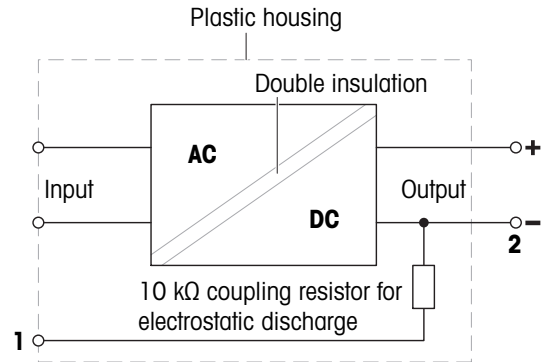 Plastic housing
Double insulation
AC
+
Input
Output
DC
−
2
10 kΩ coupling resistor for
electrostatic discharge
1